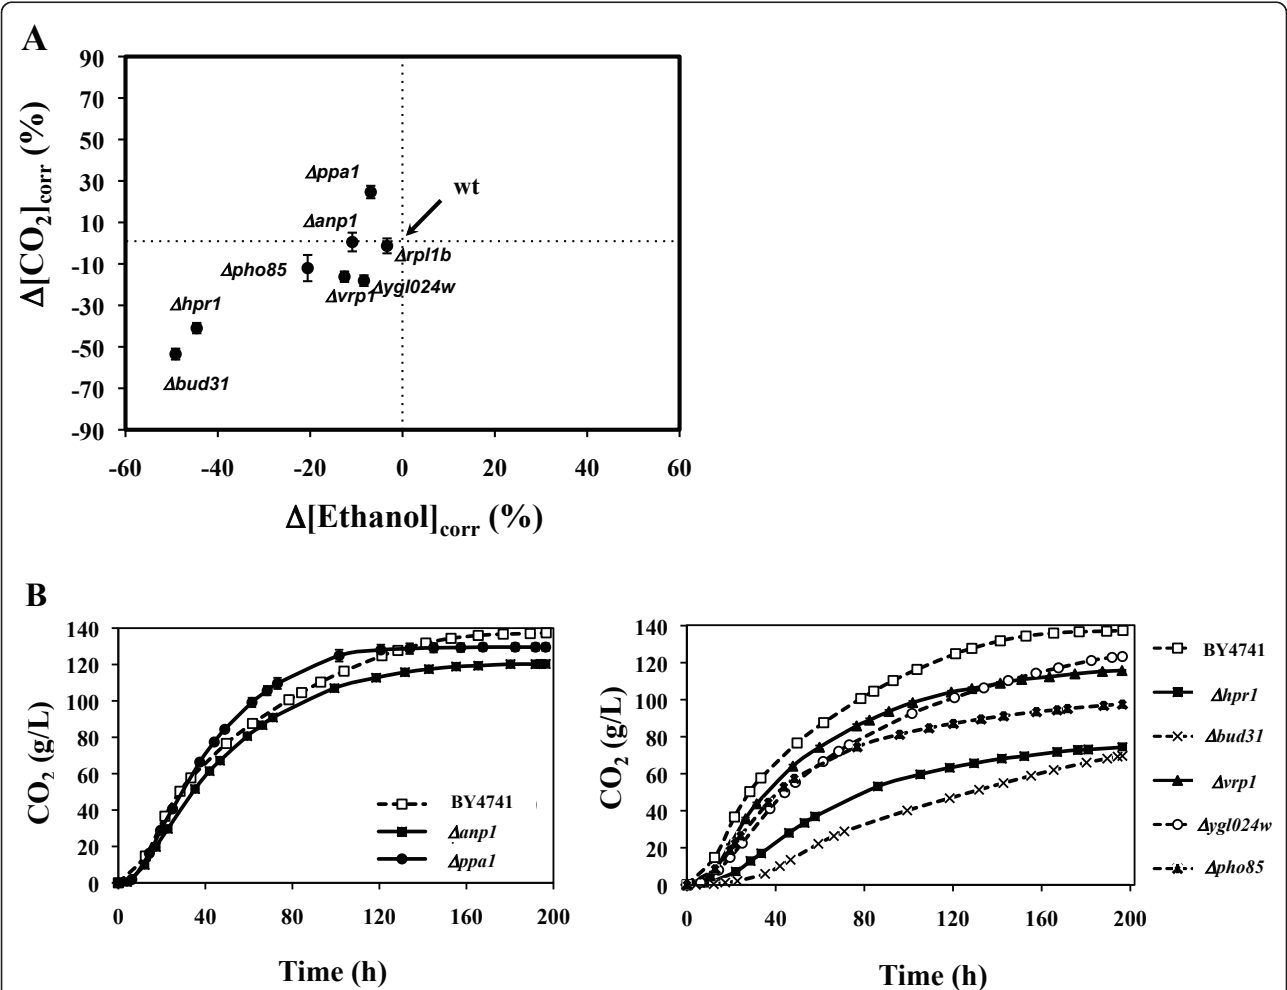 A
90
70
50
30
10
-10
-30
-50
-70
-90
Δ[CO2]corr (%)
Δppa1
wt
Δanp1
Δrpl1b
Δpho85
Δvrp1
Δygl024w
Δhpr1
Δbud31
-60 -40 -20 0 20 40 60
Δ[Ethanol]corr (%)
B
140
120
100
80
60
40
20
0
CO2 (g/L)
BY4741
Δanp1
Δppa1
0 40 80 120 160 200
Time (h)
140
120
100
80
60
40
20
0
CO2 (g/L)
0 40 80 120 160 200
Time (h)
BY4741
Δhpr1
Δbud31
Δvrp1
Δygl024w
Δpho85